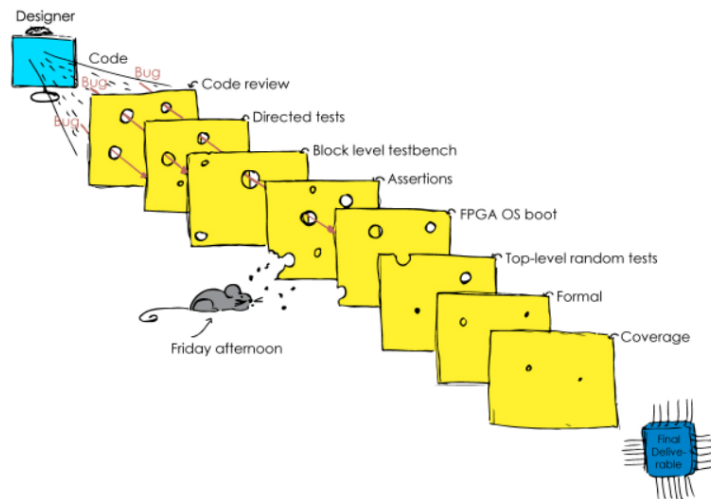 Designer
Code
Bug
Bug
Bug
Code review
Directed tests
Block level testbench
Assertions
FPGA OS boot
Top-level random tests
Formal
Coverage
Friday afternoon
Final
Delive-
rable